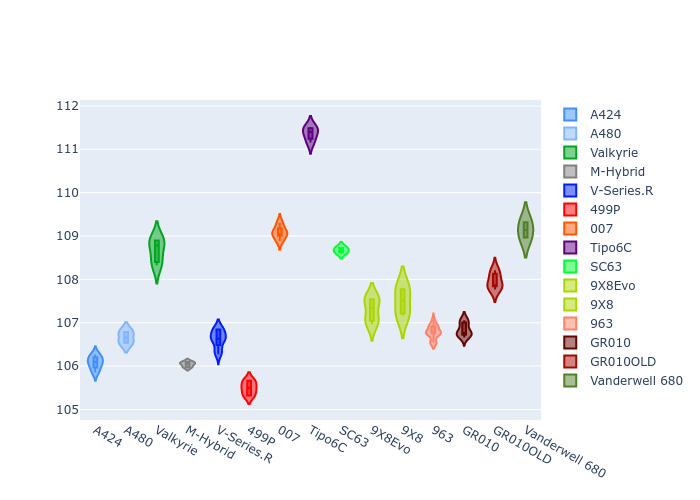 112
111
110
109
108
107
106
105
A424
A480
Valkyrie
M-Hybrid
V-Series.R
499P
007
Tipo6C
SC63
9X8Evo
9X8
963
GR010
GR010OLD
Vanderwell 680
A424
A480
Valkyrie
M-Hybrid
V-Series.R
499P
007
Tipo6C
SC63
9X8Evo
9X8
963
GR010
GR010OLD
Vanderwell 680